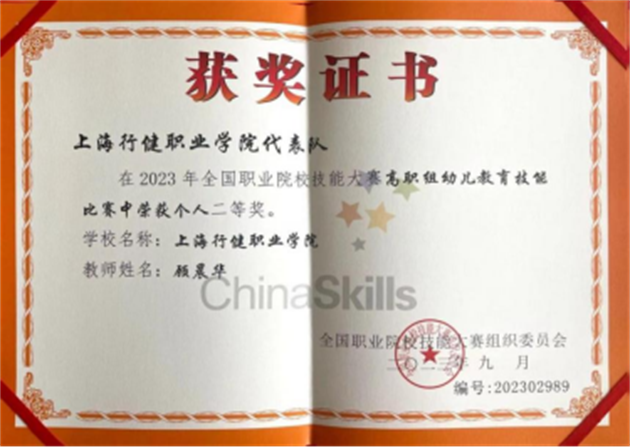 获奖证书
上海行健职业学院代表队
在2023年全国职业院校技能大赛高职组幼儿教育技能
比赛中荣获个人二等奖。
学校名称：上海行健职业学院
教师姓名：顾晨华
ChinaSkills
全国职业院校技能大赛组织委员会
二〇二三年九月
编号:202302989